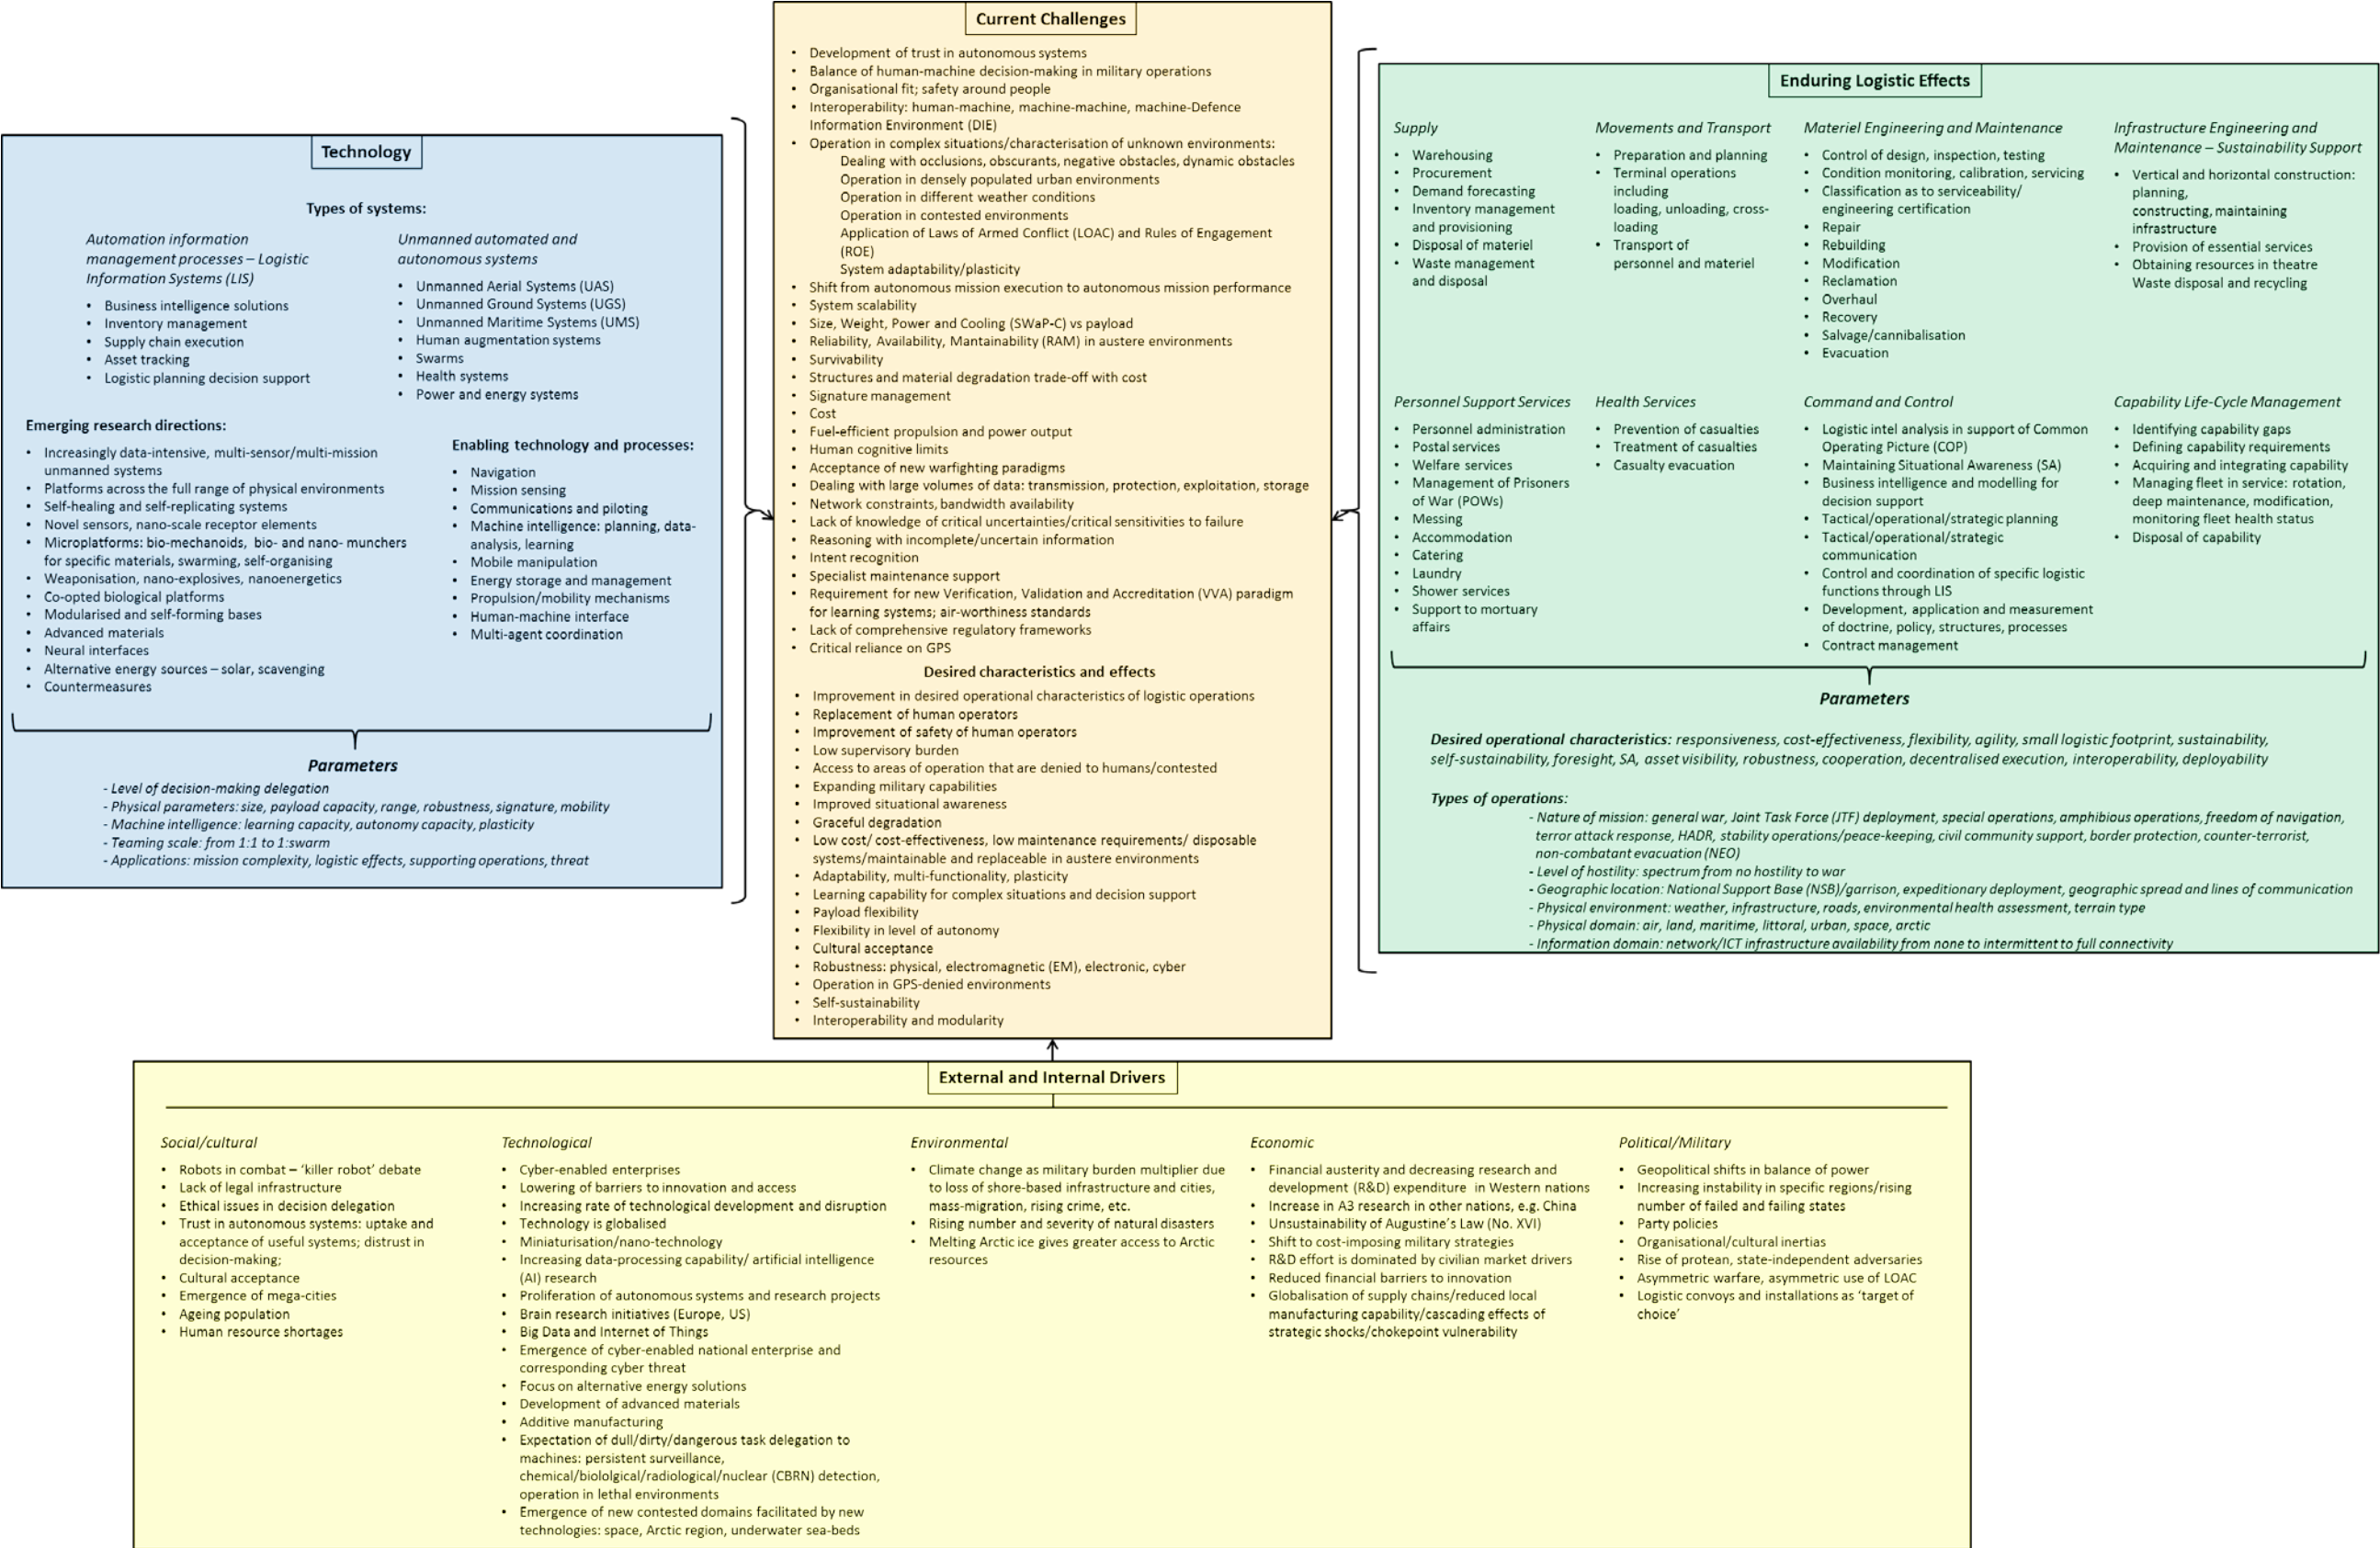 Current Challenges
• Development of trust in autonomous systems
• Balance of human-machine decision-making in military operations
• Organisational fit; safety around people
• Interoperability: human-machine, machine-machine, machine-Defence
Information Environment (DIE)
• Operation in complex situations/characterisation of unknown environments:
Dealing with occlusions, obscurants, negative obstacles, dynamic obstacles
Operation in densely populated urban environments
Operation in different weather conditions
Operation in contested environments
Application of Laws of Armed Conflict (LOAC) and Rules of Engagement
(ROE)
System adaptability/plasticity
• Shift from autonomous mission execution to autonomous mission performance
• System scalability
• Size, Weight, Power and Cooling (SWaP-C) vs payload
• Reliability, Availability, Mantainability (RAM) in austere environments
• Survivability
• Structures and material degradation trade-off with cost
• Signature management
• Cost
• Fuel-efficient propulsion and power output
• Human cognitive limits
• Acceptance of new warfighting paradigms
• Dealing with large volumes of data: transmission, protection, exploitation, storage
• Network constraints, bandwidth availability
• Lack of knowledge of critical uncertainties/critical sensitivities to failure
• Reasoning with incomplete/uncertain information
• Intent recognition
• Specialist maintenance support
• Requirement for new Verification, Validation and Accreditation (VVA) paradigm
for learning systems; air-worthiness standards
• Lack of comprehensive regulatory frameworks
• Critical reliance on GPS
Desired characteristics and effects
• Improvement in desired operational characteristics of logistic operations
• Replacement of human operators
• Improvement of safety of human operators
• Low supervisory burden
• Access to areas of operation that are denied to humans/contested
• Expanding military capabilities
• Improved situational awareness
• Graceful degradation
• Low cost/ cost-effectiveness, low maintenance requirements/ disposable
systems/maintainable and replaceable in austere environments
• Adaptability, multi-functionality, plasticity
• Learning capability for complex situations and decision support
• Payload flexibility
• Flexibility in level of autonomy
• Cultural acceptance
• Robustness: physical, electromagnetic (EM), electronic, cyber
• Operation in GPS-denied environments
• Self-sustainability
• Interoperability and modularity
Technology
Types of systems:
Automation information
management processes – Logistic
Information Systems (LIS)
• Business intelligence solutions
• Inventory management
• Supply chain execution
• Asset tracking
• Logistic planning decision support
Unmanned automated and
autonomous systems
• Unmanned Aerial Systems (UAS)
• Unmanned Ground Systems (UGS)
• Unmanned Maritime Systems (UMS)
• Human augmentation systems
• Swarms
• Health systems
• Power and energy systems
Emerging research directions:
• Increasingly data-intensive, multi-sensor/multi-mission
unmanned systems
• Platforms across the full range of physical environments
• Self-healing and self-replicating systems
• Novel sensors, nano-scale receptor elements
• Microplatforms: bio-mechanoids, bio- and nano- munchers
for specific materials, swarming, self-organising
• Weaponisation, nano-explosives, nanoenergetics
• Co-opted biological platforms
• Modularised and self-forming bases
• Advanced materials
• Neural interfaces
• Alternative energy sources – solar, scavenging
• Countermeasures
Enabling technology and processes:
• Navigation
• Mission sensing
• Communications and piloting
• Machine intelligence: planning, data-
analysis, learning
• Mobile manipulation
• Energy storage and management
• Propulsion/mobility mechanisms
• Human-machine interface
• Multi-agent coordination
Parameters
- Level of decision-making delegation
- Physical parameters: size, payload capacity, range, robustness, signature, mobility
- Machine intelligence: learning capacity, autonomy capacity, plasticity
- Teaming scale: from 1:1 to 1:swarm
- Applications: mission complexity, logistic effects, supporting operations, threat
Enduring Logistic Effects
Supply
• Warehousing
• Procurement
• Demand forecasting
• Inventory management
and provisioning
• Disposal of materiel
• Waste management
and disposal
Movements and Transport
• Preparation and planning
• Terminal operations
including
loading, unloading, cross-
loading
• Transport of
personnel and materiel
Materiel Engineering and Maintenance
• Control of design, inspection, testing
• Condition monitoring, calibration, servicing
• Classification as to serviceability/
engineering certification
• Repair
• Rebuilding
• Modification
• Reclamation
• Overhaul
• Recovery
• Salvage/cannibalisation
• Evacuation
Infrastructure Engineering and
Maintenance – Sustainability Support
• Vertical and horizontal construction:
planning,
constructing, maintaining
infrastructure
• Provision of essential services
• Obtaining resources in theatre
Waste disposal and recycling
Personnel Support Services
• Personnel administration
• Postal services
• Welfare services
• Management of Prisoners
of War (POWs)
• Messing
• Accommodation
• Catering
• Laundry
• Shower services
• Support to mortuary
affairs
Health Services
• Prevention of casualties
• Treatment of casualties
• Casualty evacuation
Command and Control
• Logistic intel analysis in support of Common
Operating Picture (COP)
• Maintaining Situational Awareness (SA)
• Business intelligence and modelling for
decision support
• Tactical/operational/strategic planning
• Tactical/operational/strategic
communication
• Control and coordination of specific logistic
functions through LIS
• Development, application and measurement
of doctrine, policy, structures, processes
• Contract management
Capability Life-Cycle Management
• Identifying capability gaps
• Defining capability requirements
• Acquiring and integrating capability
• Managing fleet in service: rotation,
deep maintenance, modification,
monitoring fleet health status
• Disposal of capability
Parameters
Desired operational characteristics: responsiveness, cost-effectiveness, flexibility, agility, small logistic footprint, sustainability,
self-sustainability, foresight, SA, asset visibility, robustness, cooperation, decentralised execution, interoperability, deployability
Types of operations:
- Nature of mission: general war, Joint Task Force (JTF) deployment, special operations, amphibious operations, freedom of navigation,
terror attack response, HADR, stability operations/peace-keeping, civil community support, border protection, counter-terrorist,
non-combatant evacuation (NEO)
- Level of hostility: spectrum from no hostility to war
- Geographic location: National Support Base (NSB)/garrison, expeditionary deployment, geographic spread and lines of communication
- Physical environment: weather, infrastructure, roads, environmental health assessment, terrain type
- Physical domain: air, land, maritime, littoral, urban, space, arctic
- Information domain: network/ICT infrastructure availability from none to intermittent to full connectivity
External and Internal Drivers
Social/cultural
• Robots in combat – ‘killer robot’ debate
• Lack of legal infrastructure
• Ethical issues in decision delegation
• Trust in autonomous systems: uptake and
acceptance of useful systems; distrust in
decision-making;
• Cultural acceptance
• Emergence of mega-cities
• Ageing population
• Human resource shortages
Technological
• Cyber-enabled enterprises
• Lowering of barriers to innovation and access
• Increasing rate of technological development and disruption
• Technology is globalised
• Miniaturisation/nano-technology
• Increasing data-processing capability/ artificial intelligence
(AI) research
• Proliferation of autonomous systems and research projects
• Brain research initiatives (Europe, US)
• Big Data and Internet of Things
• Emergence of cyber-enabled national enterprise and
corresponding cyber threat
• Focus on alternative energy solutions
• Development of advanced materials
• Additive manufacturing
• Expectation of dull/dirty/dangerous task delegation to
machines: persistent surveillance,
chemical/biololgical/radiological/nuclear (CBRN) detection,
operation in lethal environments
• Emergence of new contested domains facilitated by new
technologies: space, Arctic region, underwater sea-beds
Environmental
• Climate change as military burden multiplier due
to loss of shore-based infrastructure and cities,
mass-migration, rising crime, etc.
• Rising number and severity of natural disasters
• Melting Arctic ice gives greater access to Arctic
resources
Economic
• Financial austerity and decreasing research and
development (R&D) expenditure in Western nations
• Increase in A3 research in other nations, e.g. China
• Unsustainability of Augustine’s Law (No. XVI)
• Shift to cost-imposing military strategies
• R&D effort is dominated by civilian market drivers
• Reduced financial barriers to innovation
• Globalisation of supply chains/reduced local
manufacturing capability/cascading effects of
strategic shocks/chokepoint vulnerability
Political/Military
• Geopolitical shifts in balance of power
• Increasing instability in specific regions/rising
number of failed and failing states
• Party policies
• Organisational/cultural inertias
• Rise of protean, state-independent adversaries
• Asymmetric warfare, asymmetric use of LOAC
• Logistic convoys and installations as ‘target of
choice’